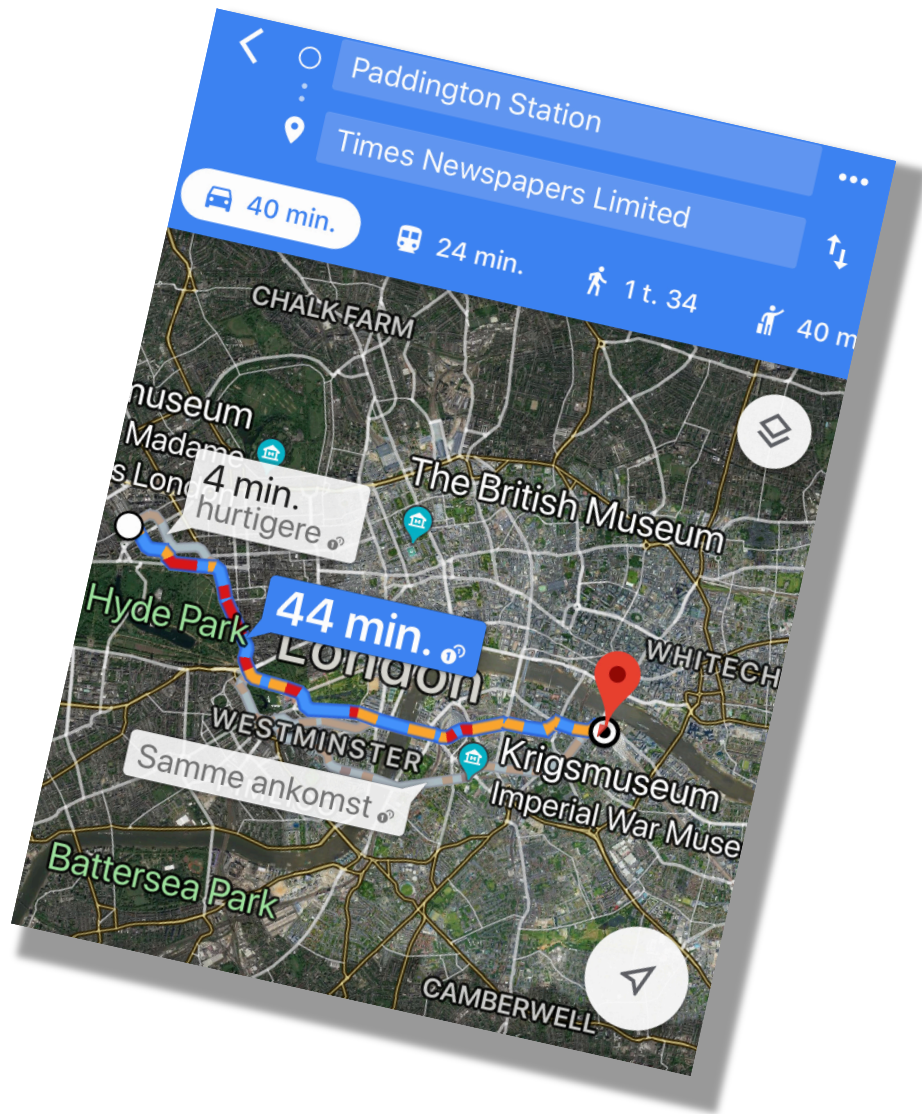 Paddington Station
Times Newspapers Limited
40 min.
24 min.
1 t. 34
40 m
CHALK FARM
museum
Madame
s London
4 min.
hurtigere
The British Museum
Hyde Park
44 min.
London
WHITECH
WESTMINSTER
Samme ankomst
Krigsmuseum
Imperial War Muse
Battersea Park
CAMBERWELL